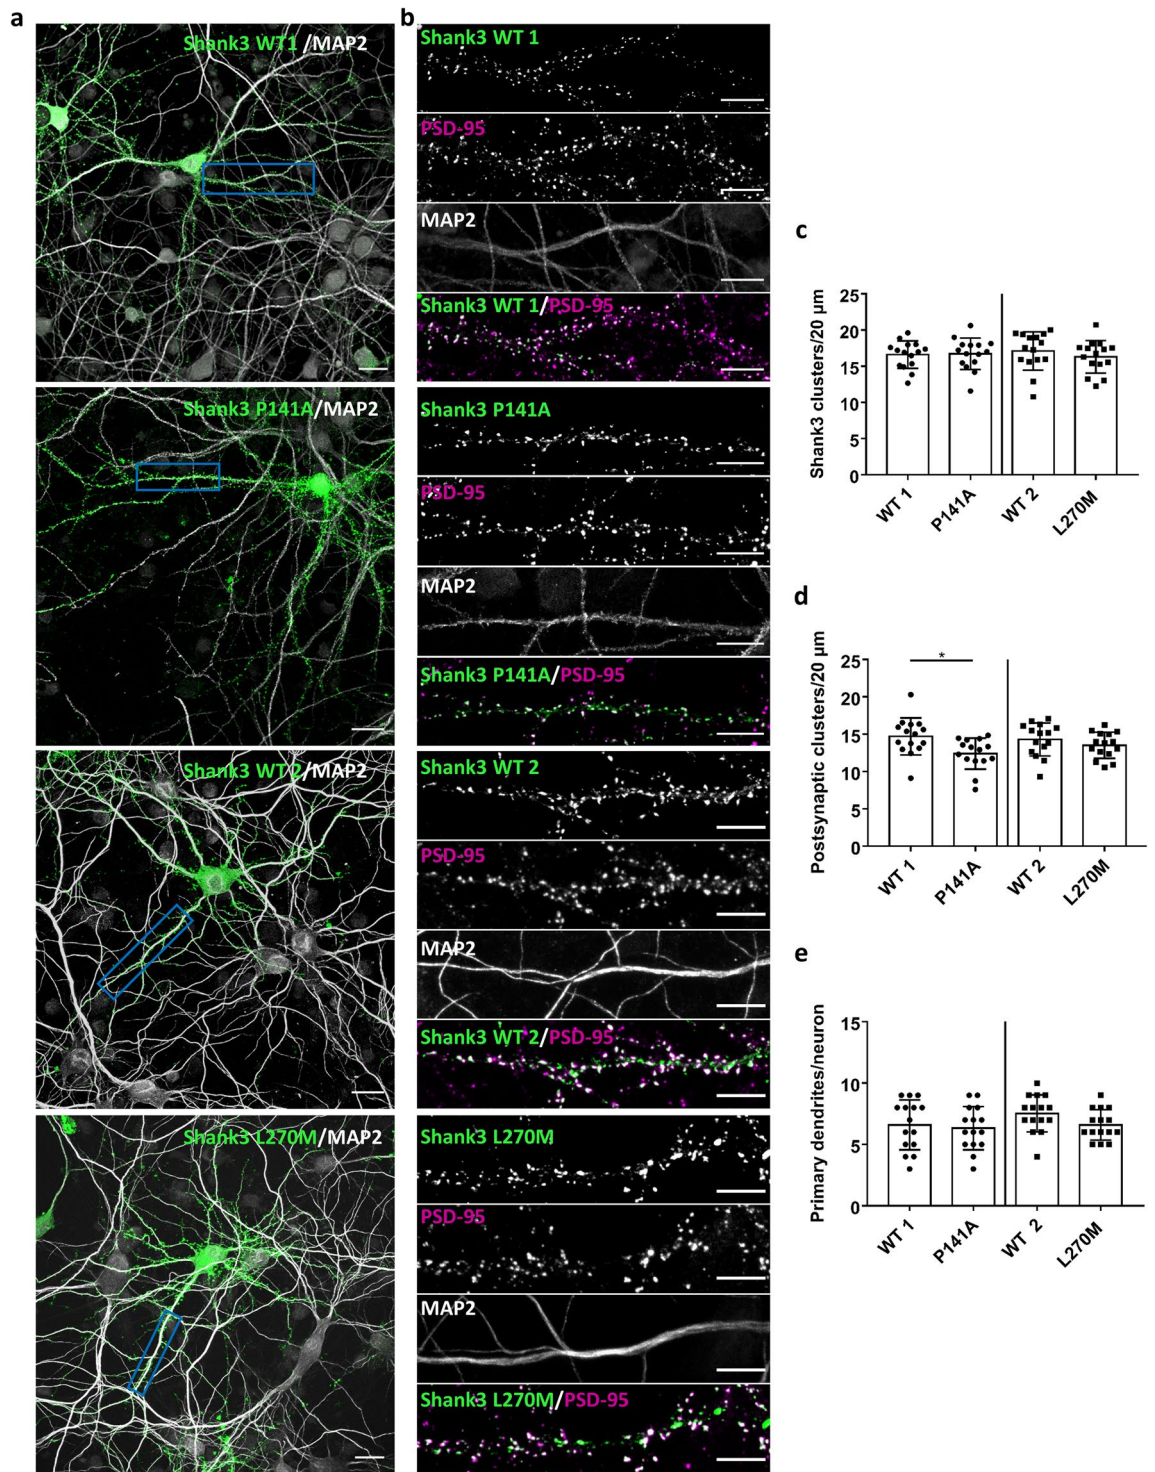 a
Shank3 WT1 /MAP2
Shank3 P141A/MAP2
Shank3 WT 2/MAP2
Shank3 L270M/MAP2
b
Shank3 WT 1
PSD-95
MAP2
Shank3 WT 1/PSD-95
Shank3 P141A
PSD-95
MAP2
Shank3 P141A/PSD-95
Shank3 WT 2
PSD-95
MAP2
Shank3 WT 2/PSD-95
Shank3 L270M
PSD-95
MAP2
Shank3 L270M/PSD-95
c
Shank3 clusters/20 µm
25
20
15
10
5
0
WT 1
P141A
WT 2
L270M
d
Postsynaptic clusters/20 µm
25
20
15
10
5
0
*
WT 1
P141A
WT 2
L270M
e
Primary dendrites/neuron
15
10
5
0
WT 1
P141A
WT 2
L270M